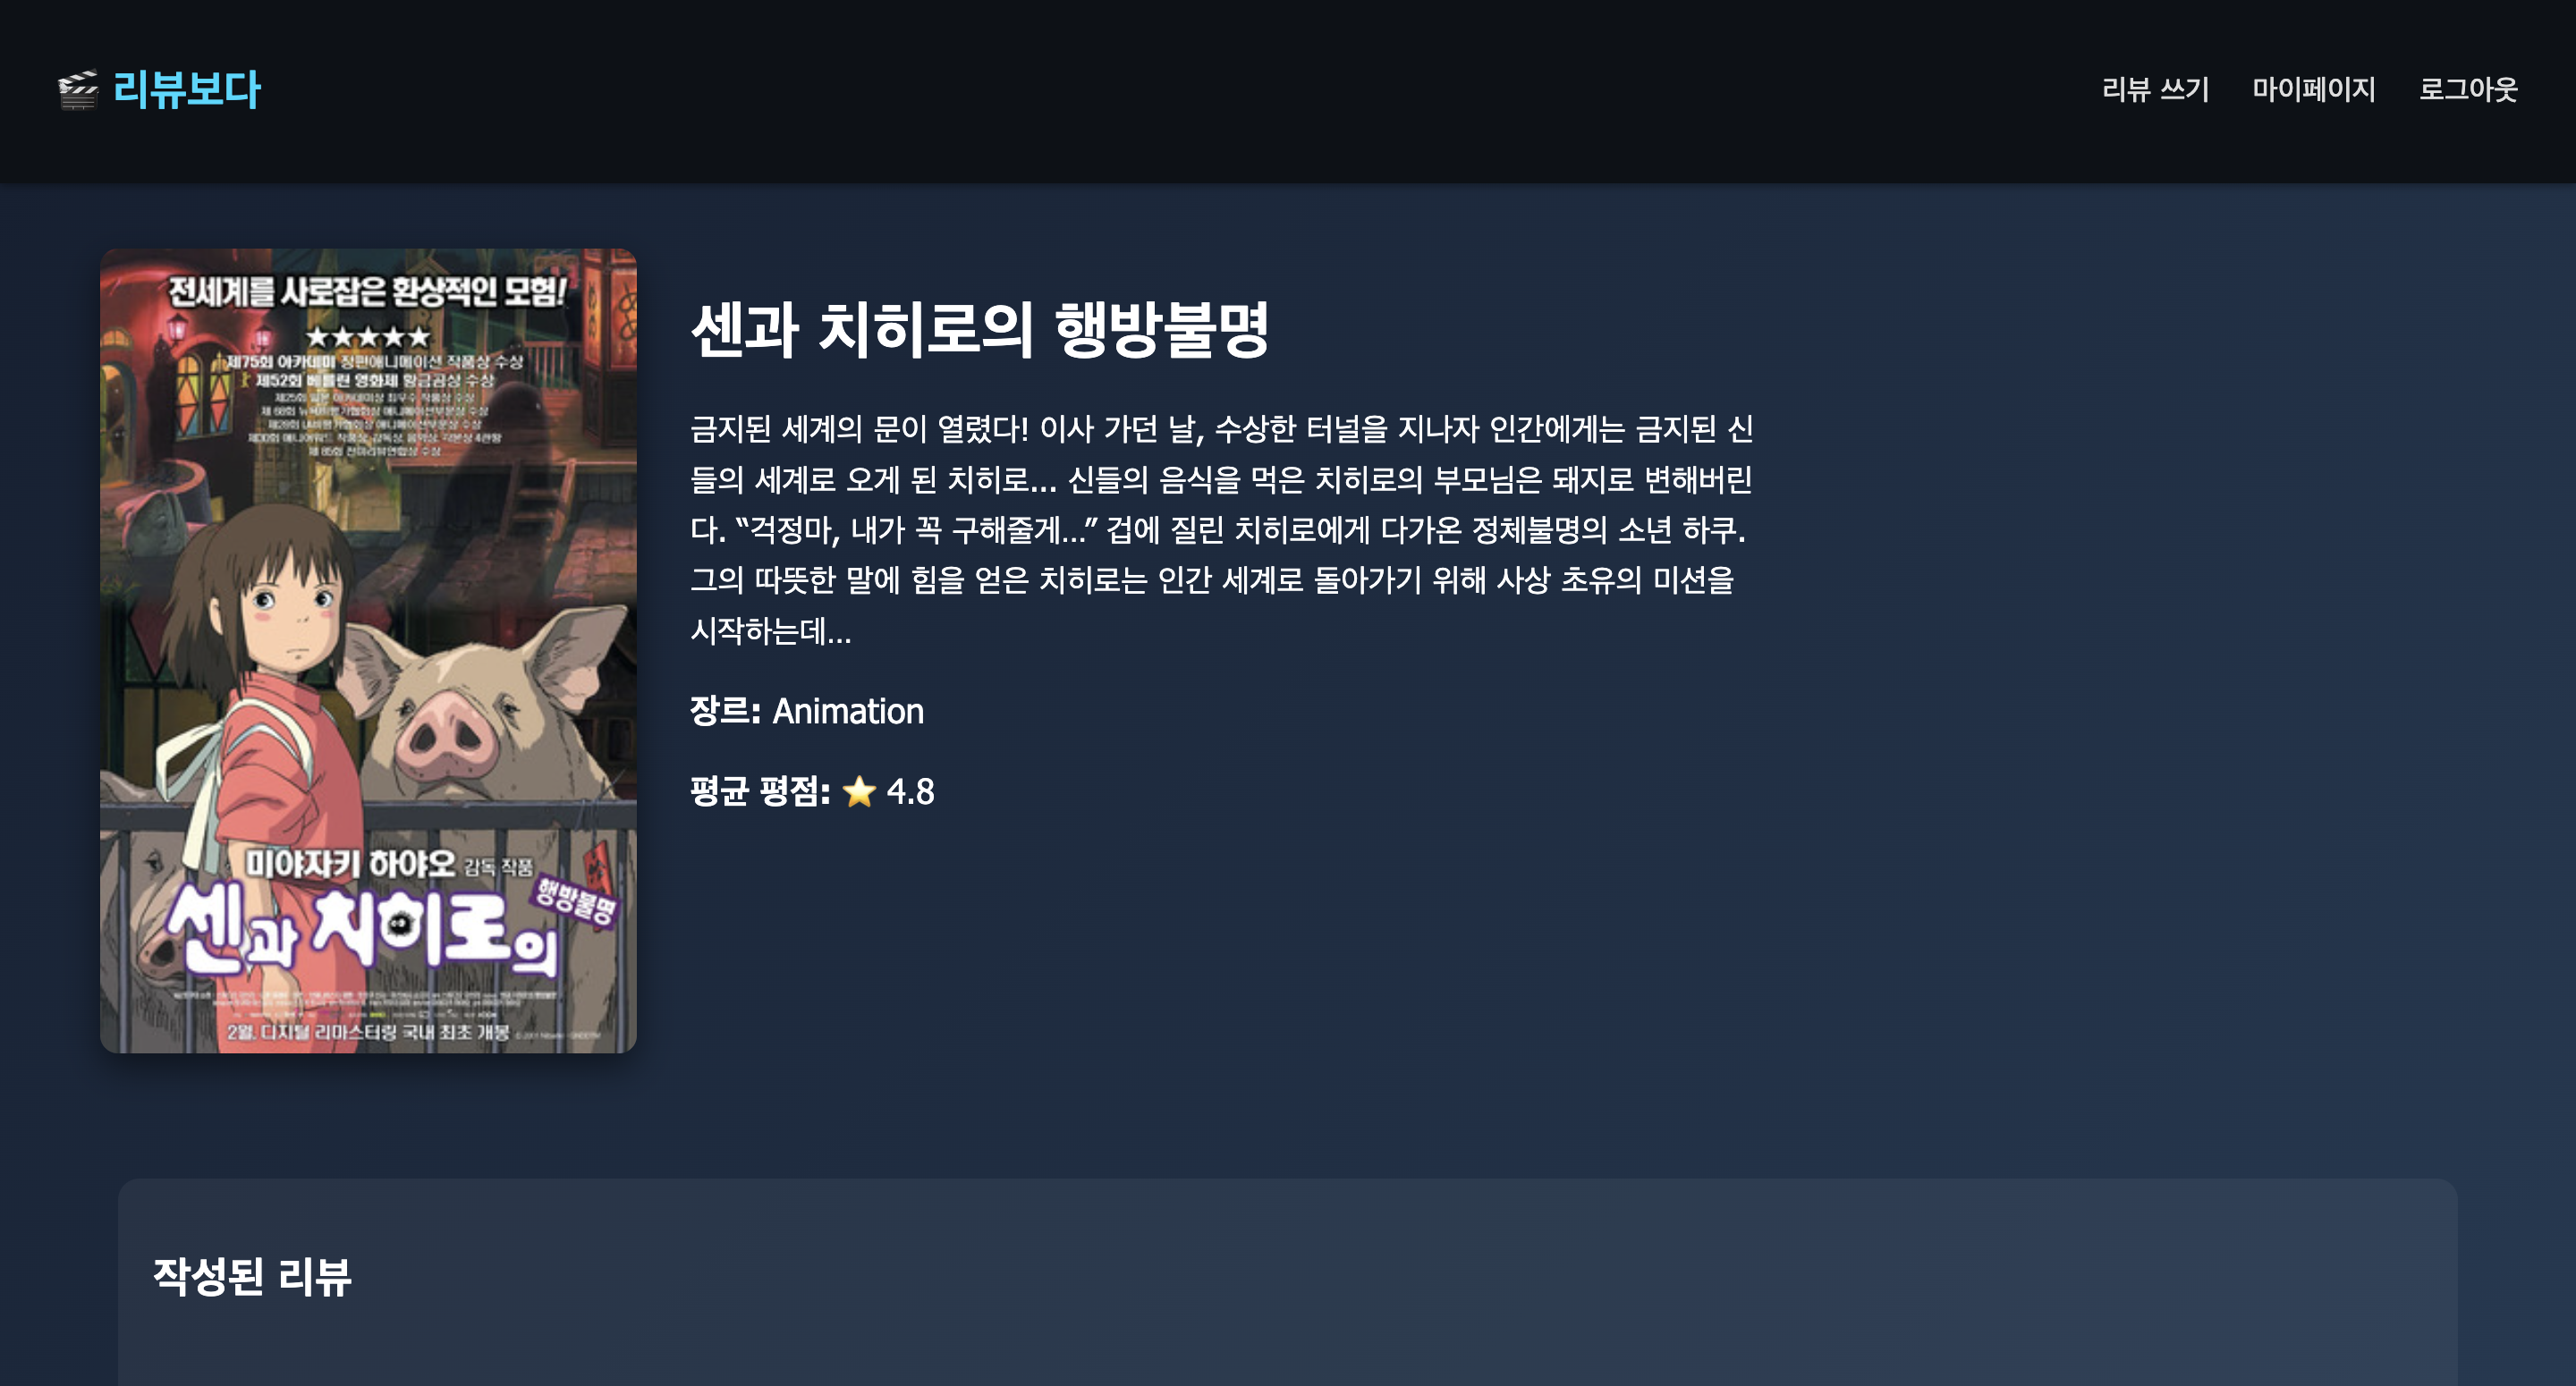 리뷰보다
리뷰 쓰기
마이페이지
로그아웃
전세계를 사로잡은 환상적인 모험!
제75회 아카데미 장편애니메이션 작품상 수상
제52회 베를린 영화제 황금곰상 수상
미야자키 하야오 감독 작품
센과 치히로의
행방불명
2월, 디지털 리마스터링 국내 최초 개봉
센과 치히로의 행방불명
금지된 세계의 문이 열렸다! 이사 가던 날, 수상한 터널을 지나자 인간에게는 금지된 신
들의 세계로 오게 된 치히로... 신들의 음식을 먹은 치히로의 부모님은 돼지로 변해버린
다. “걱정마, 내가 꼭 구해줄게…” 겁에 질린 치히로에게 다가온 정체불명의 소년 하쿠.
그의 따뜻한 말에 힘을 얻은 치히로는 인간 세계로 돌아가기 위해 사상 초유의 미션을
시작하는데…
장르: Animation
평균 평점: ⭐ 4.8
작성된 리뷰